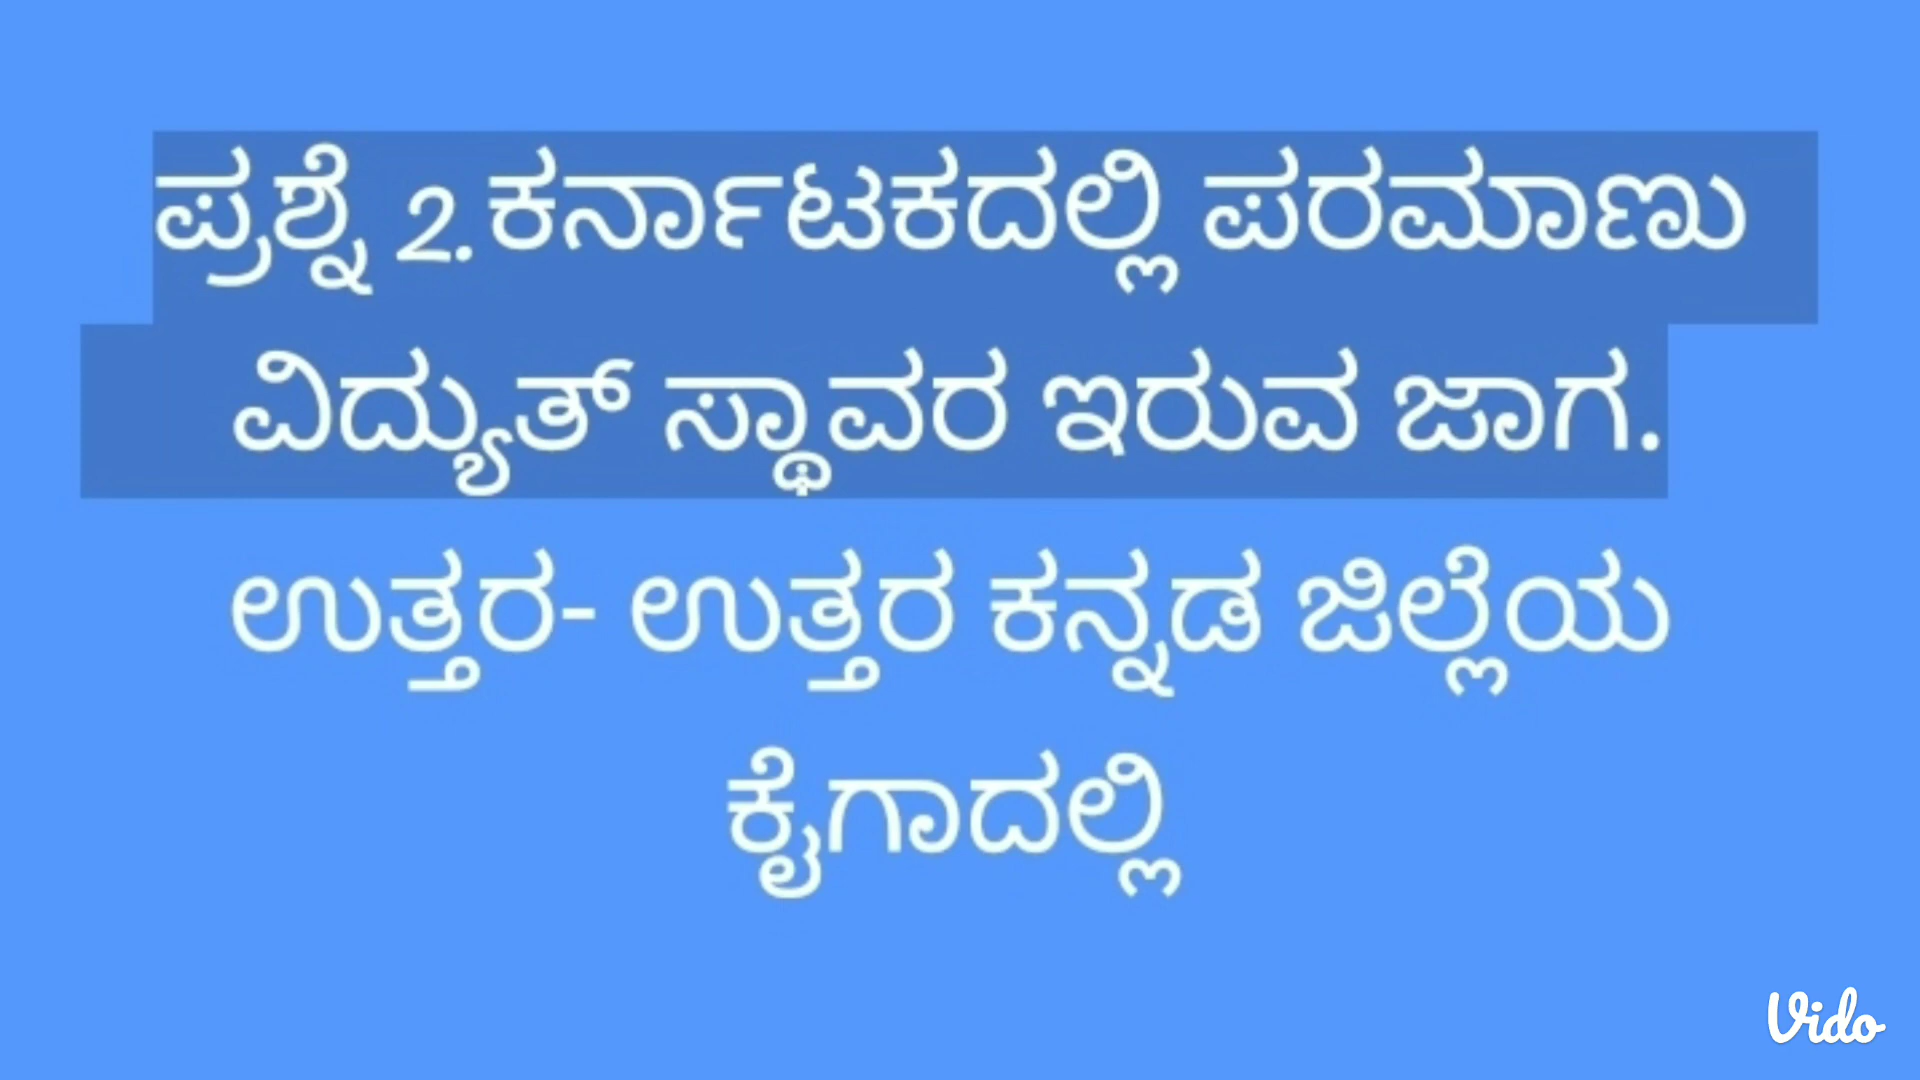 ಪ್ರಶ್ನೆ 2. ಕರ್ನಾಟಕದಲ್ಲಿ ಪರಮಾಣು
ವಿದ್ಯುತ್ ಸ್ಥಾವರ ಇರುವ ಜಾಗ.
ಉತ್ತರ- ಉತ್ತರ ಕನ್ನಡ ಜಿಲ್ಲೆಯ
ಕೈಗಾದಲ್ಲಿ
Vido